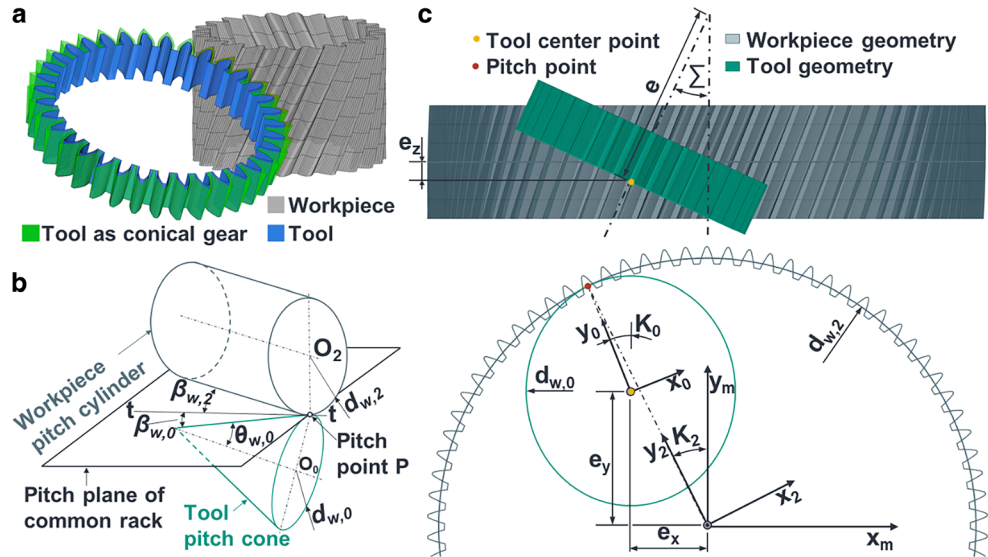 a
Workpiece
Tool as conical gear
Tool
b
Workpiece
pitch cylinder
O2
βw,2
t
t
dw,2
βw,0
θw,0
Pitch
point P
O0
Pitch plane of
common rack
Tool
pitch cone
dw,0
c
Tool center point
Pitch point
Workpiece geometry
Tool geometry
e
Σ
ez
y0
K0
dw,2
dw,0
x0
ym
y2
K2
ey
x2
ex
xm